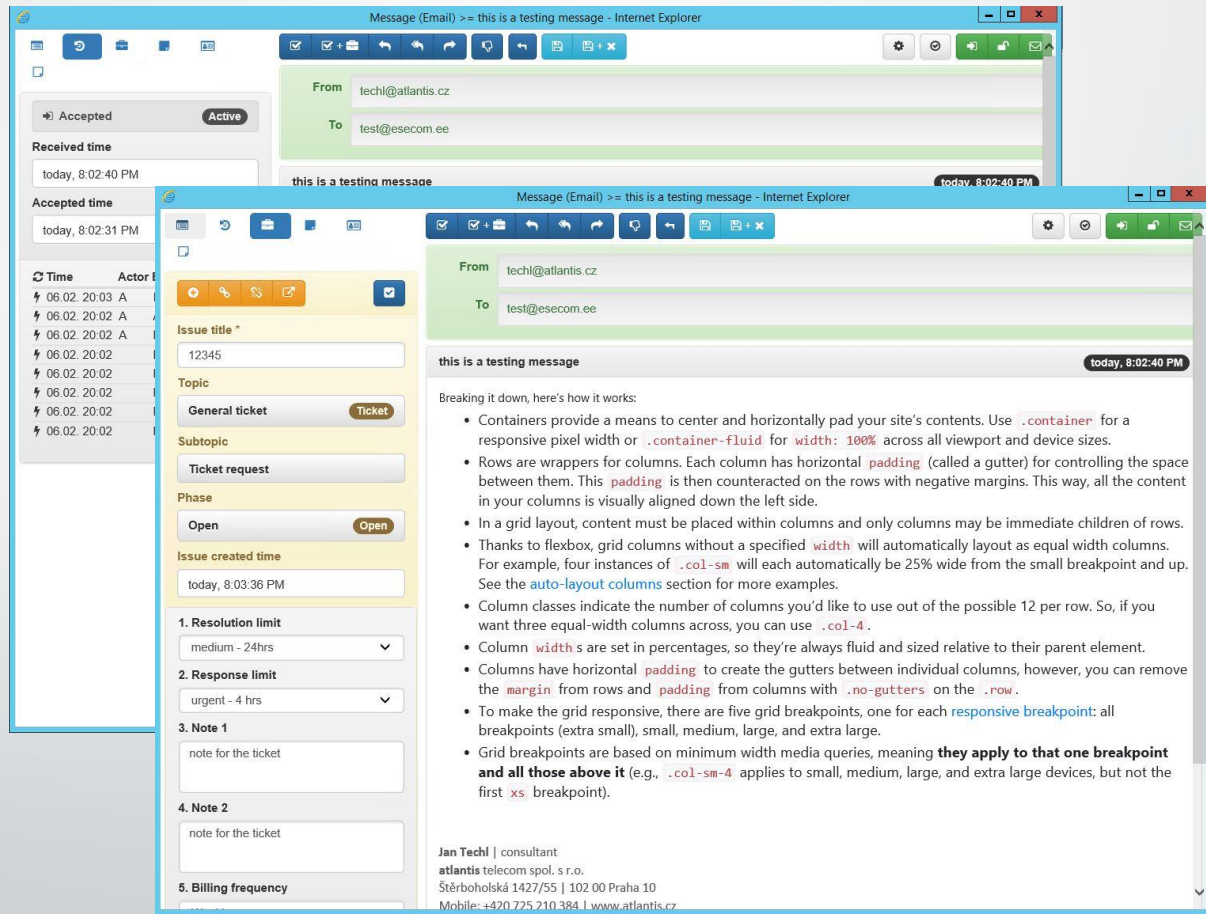 Message (Email) >= this is a testing message - Internet Explorer
+
+ ×
From
techl@atlantis.cz
To
test@esecom.ee
Accepted
Active
Received time
today, 8:02:40 PM
this is a testing message
today, 8:02:40 PM
Accepted time
today, 8:02:31 PM
Time Actor
06.02. 20:03 A
06.02. 20:02 A
06.02. 20:02 A
06.02. 20:02
06.02. 20:02
06.02. 20:02
06.02. 20:02
06.02. 20:02
Message (Email) >= this is a testing message - Internet Explorer
+
+ ×
Issue title *
12345
Topic
General ticket
Ticket
Subtopic
Ticket request
Phase
Open
Open
Issue created time
today, 8:03:36 PM
1. Resolution limit
medium - 24hrs
2. Response limit
urgent - 4 hrs
3. Note 1
note for the ticket
4. Note 2
note for the ticket
5. Billing frequency
From
techl@atlantis.cz
To
test@esecom.ee
this is a testing message
today, 8:02:40 PM
Breaking it down, here’s how it works:
• Containers provide a means to center and horizontally pad your site’s contents. Use .container for a
responsive pixel width or .container-fluid for width: 100% across all viewport and device sizes.
• Rows are wrappers for columns. Each column has horizontal padding (called a gutter) for controlling the space
between them. This padding is then counteracted on the rows with negative margins. This way, all the content
in your columns is visually aligned down the left side.
• In a grid layout, content must be placed within columns and only columns may be immediate children of rows.
• Thanks to flexbox, grid columns without a specified width will automatically layout as equal width columns.
For example, four instances of .col-sm will each automatically be 25% wide from the small breakpoint and up.
See the auto-layout columns section for more examples.
• Column classes indicate the number of columns you’d like to use out of the possible 12 per row. So, if you
want three equal-width columns across, you can use .col-4.
• Column widths are set in percentages, so they’re always fluid and sized relative to their parent element.
• Columns have horizontal padding to create the gutters between individual columns, however, you can remove
the margin from rows and padding from columns with .no-gutters on the .row.
• To make the grid responsive, there are five grid breakpoints, one for each responsive breakpoint: all
breakpoints (extra small), small, medium, large, and extra large.
• Grid breakpoints are based on minimum width media queries, meaning they apply to that one breakpoint
and all those above it (e.g., .col-sm-4 applies to small, medium, large, and extra large devices, but not the
first xs breakpoint).
Jan Techl | consultant
atlantis telecom spol. s r.o.
Štěrboholská 1427/55 | 102 00 Praha 10
Mobile: +420 725 210 384 | www.atlantis.cz